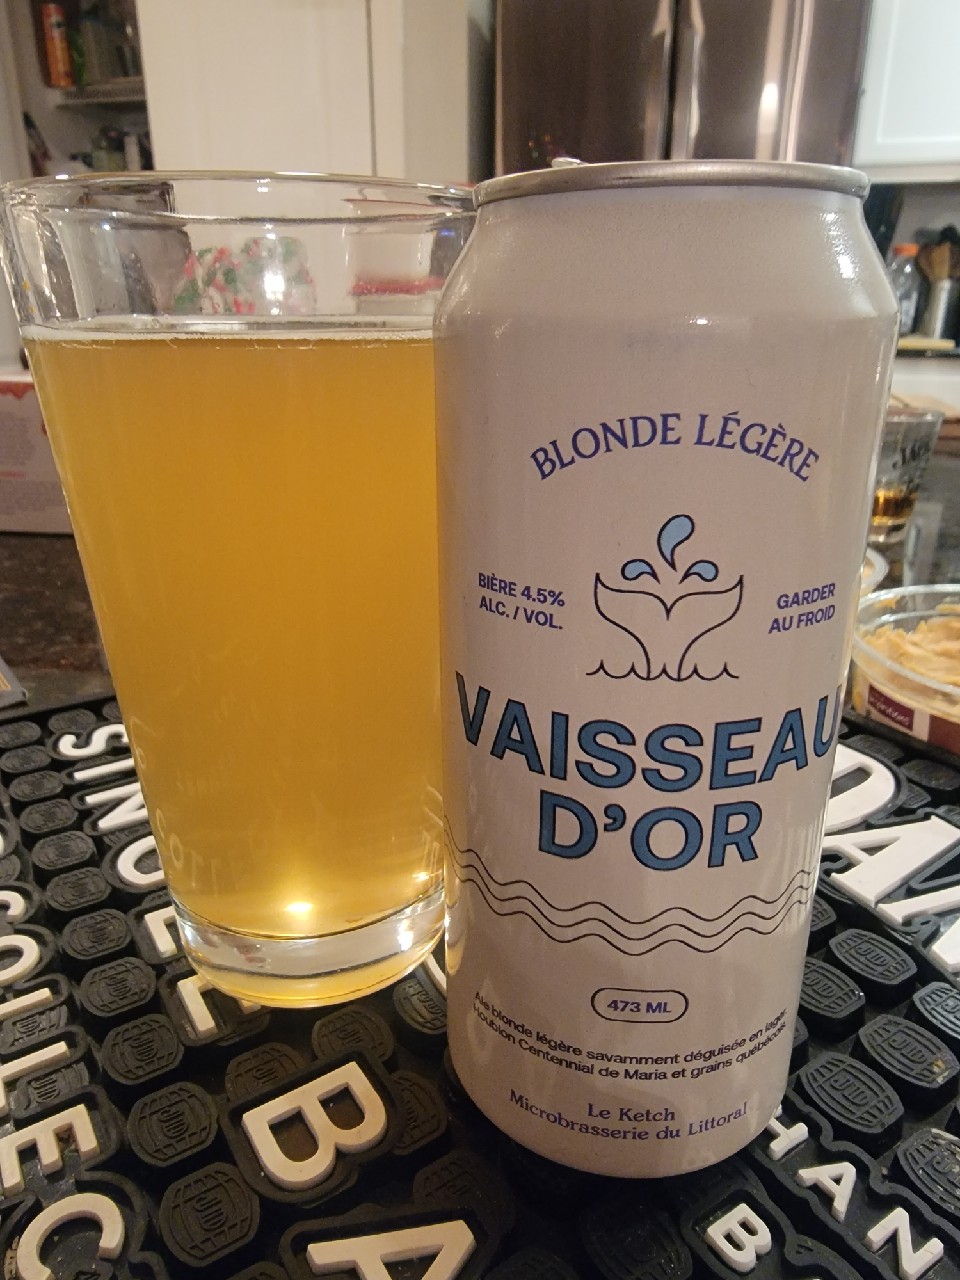 BLONDE LÉGÈRE
BIÈRE 4.5%
ALC. / VOL.
GARDER
AU FROID
VAISSEAU
D'OR
473 ML
Ale blonde légère savamment déguisée en lager.
Houblon Centennial de Maria et grains québécois.
Le Ketch
Microbrasserie du Littoral